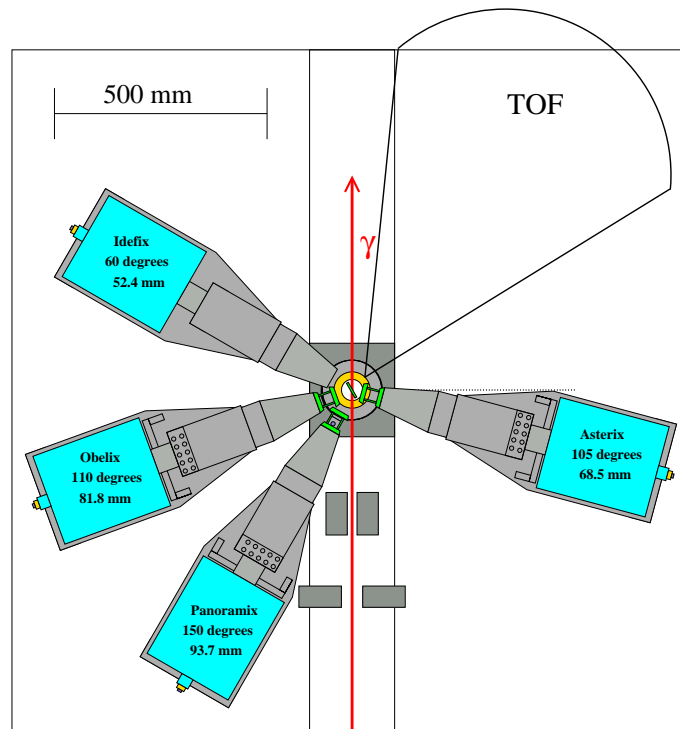 500 mm
TOF
γ
Idefix
60 degrees
52.4 mm
Obelix
110 degrees
81.8 mm
Asterix
105 degrees
68.5 mm
Panoramix
150 degrees
93.7 mm